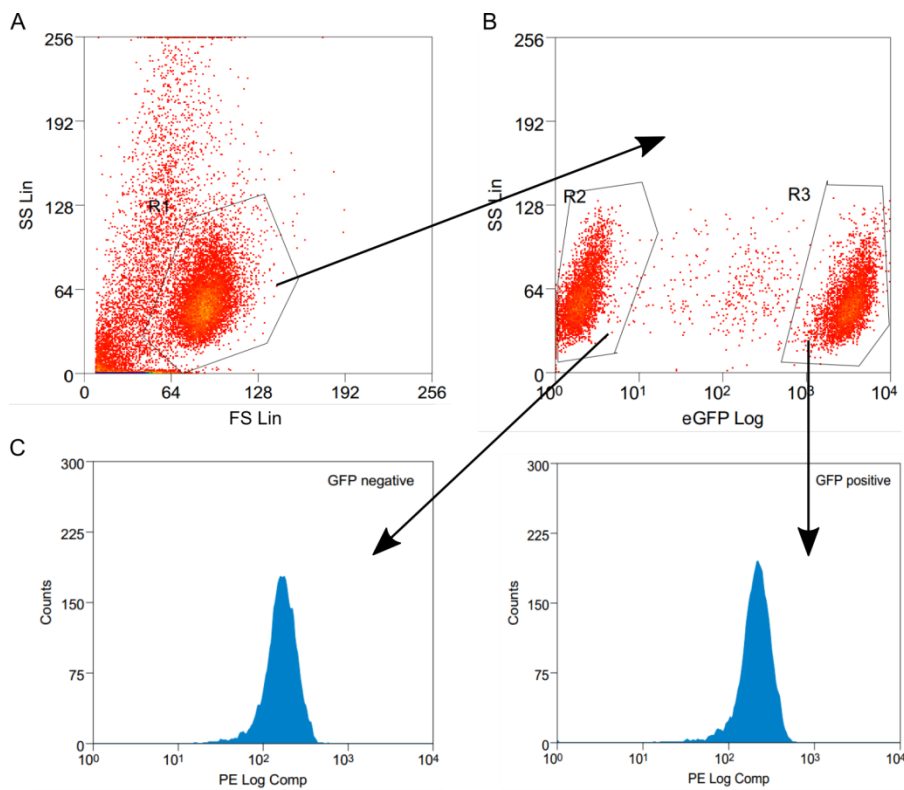 A
256
192
128
64
0
R1
SS Lin
0 64 128 192 256
FS Lin
B
256
192
128
64
0
R2
R3
SS Lin
10⁰ 10¹ 10² 10³ 10⁴
eGFP Log
C
300
225
150
75
0
GFP negative
Counts
10⁰ 10¹ 10² 10³ 10⁴
PE Log Comp
300
225
150
75
0
GFP positive
Counts
10⁰ 10¹ 10² 10³ 10⁴
PE Log Comp